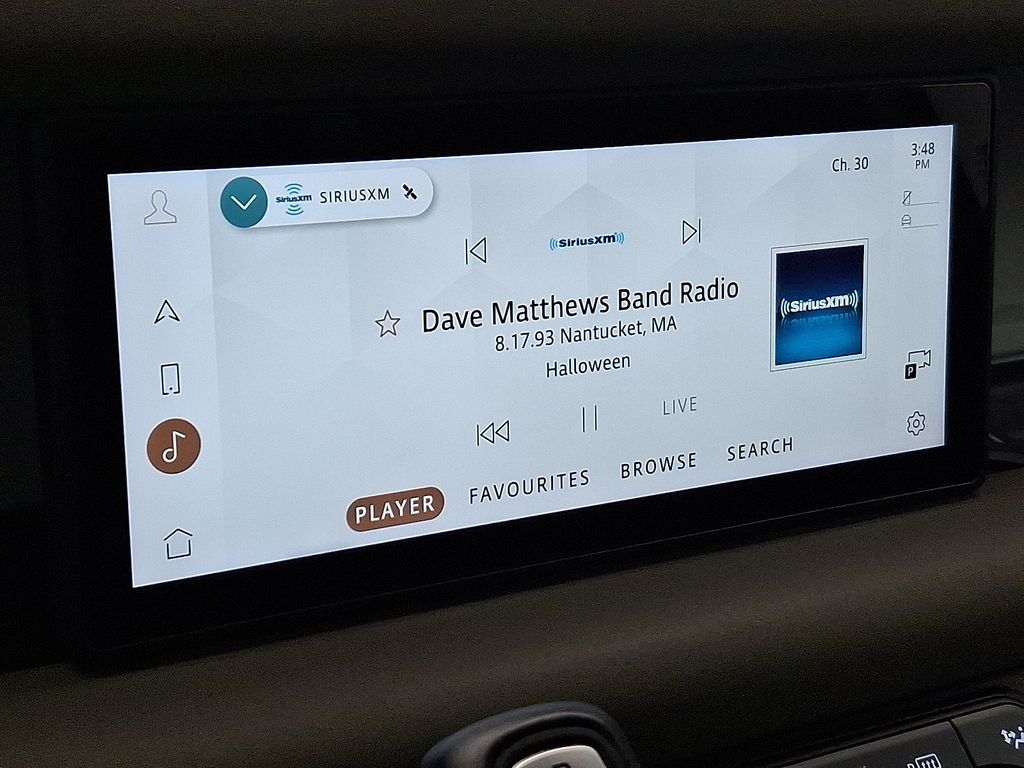 3:48
PM
Ch. 30
SiriusXM SIRIUSXM
((SiriusXM))
Dave Matthews Band Radio
8.17.93 Nantucket, MA
Halloween
((SiriusXM))
LIVE
P
PLAYER FAVOURITES BROWSE SEARCH
R